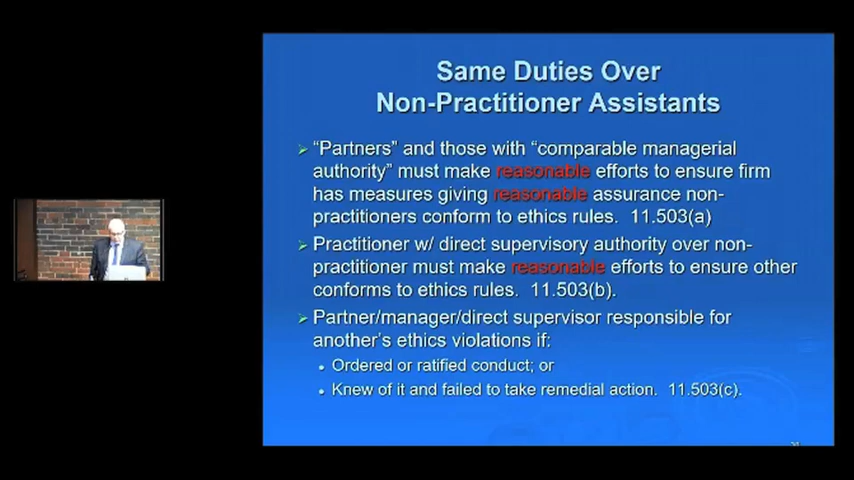 Same Duties Over
Non-Practitioner Assistants
"Partners" and those with "comparable managerial
authority" must make reasonable efforts to ensure firm
has measures giving reasonable assurance non-
practitioners conform to ethics rules. 11.503(a)
Practitioner w/ direct supervisory authority over non-
practitioner must make reasonable efforts to ensure other
conforms to ethics rules. 11.503(b).
Partner/manager/direct supervisor responsible for
another's ethics violations if:
Ordered or ratified conduct; or
Knew of it and failed to take remedial action. 11.503(c).